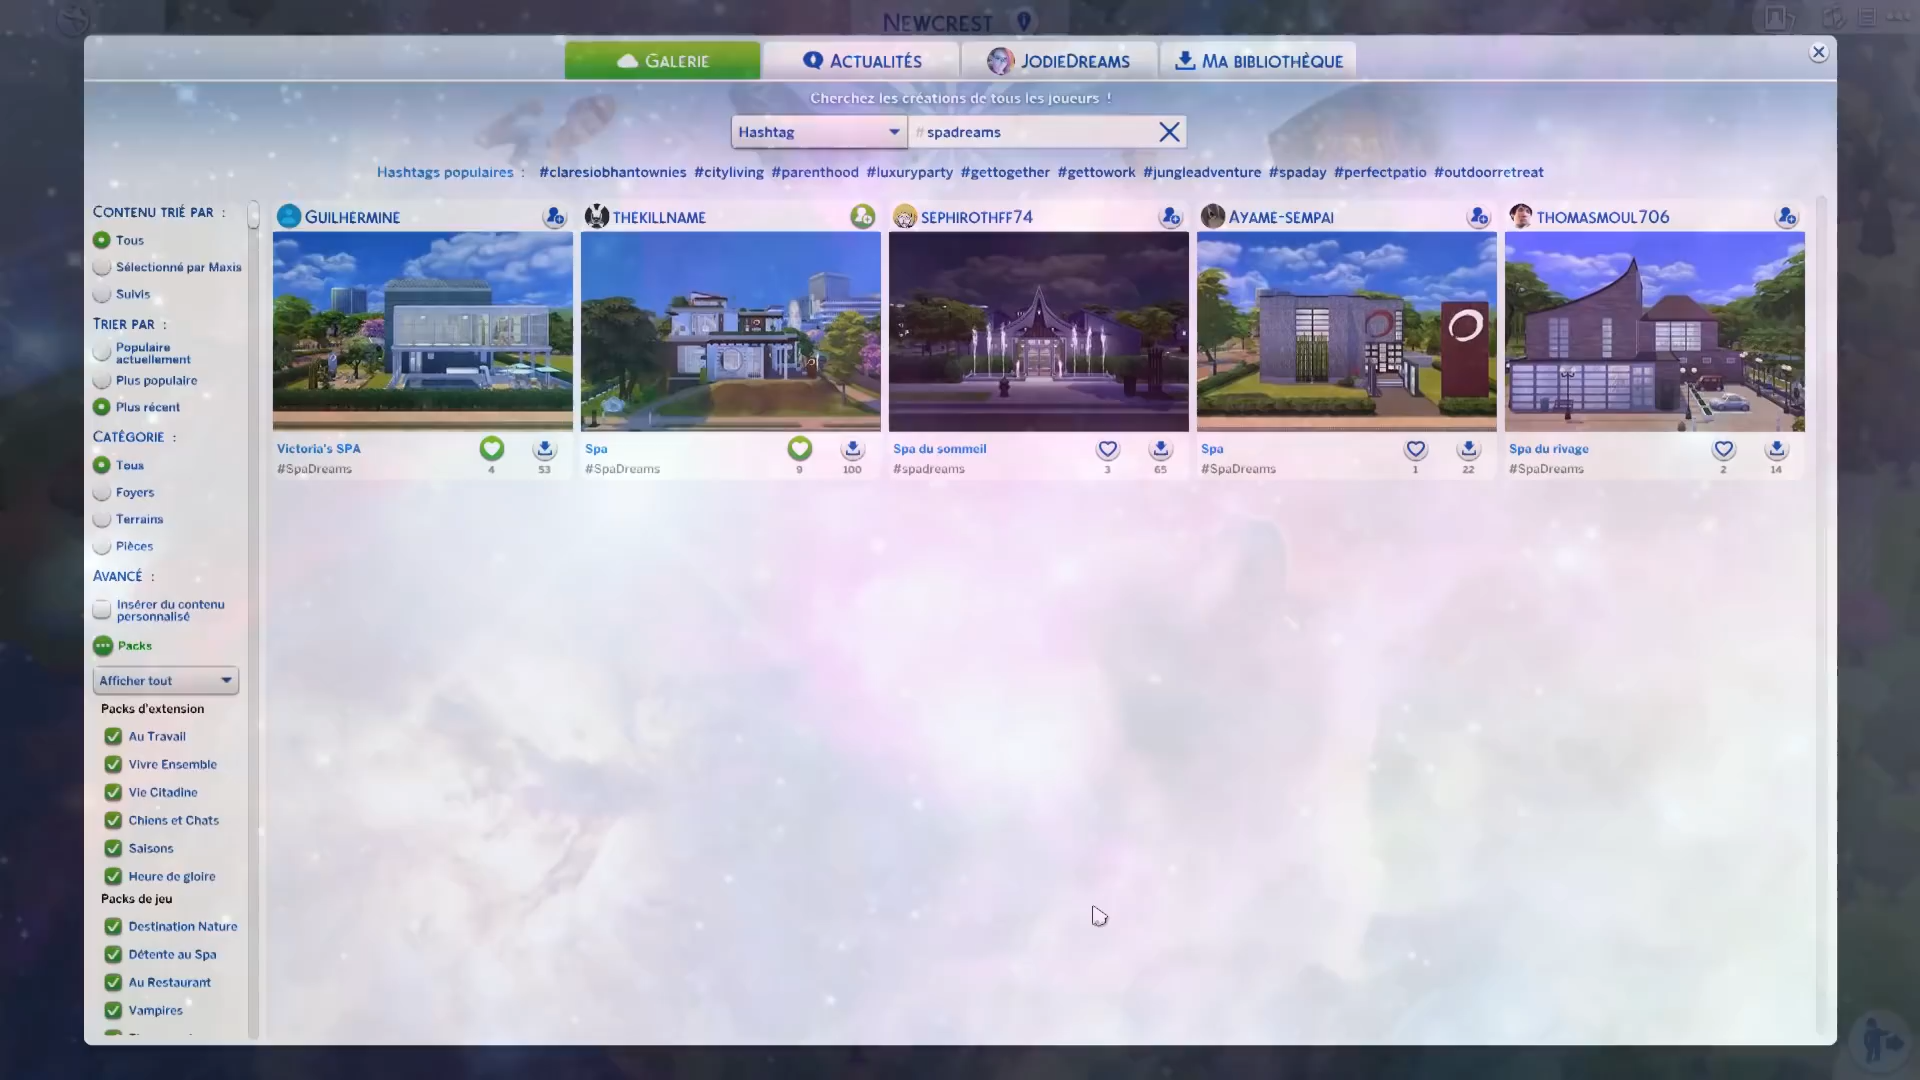 NEWCREST
GALERIE
ACTUALITÉS
JODIEDREAMS
MA BIBLIOTHÈQUE
Cherchez les créations de tous les joueurs !
Hashtag
# spadreams
Hashtags populaires : #claresiobhantownies #cityliving #parenthood #luxuryparty #gettogether #gettowork #jungleadventure #spaday #perfectpatio #outdoorretreat
CONTENU TRIÉ PAR :
Tous
Sélectionné par Maxis
Suivis
TRIER PAR :
Populaire
actuellement
Plus populaire
Plus récent
CATÉGORIE :
Tous
Foyers
Terrains
Pièces
AVANCÉ :
Insérer du contenu
personnalisé
Packs
Afficher tout
Packs d'extension
Au Travail
Vivre Ensemble
Vie Citadine
Chiens et Chats
Saisons
Heure de gloire
Packs de jeu
Destination Nature
Détente au Spa
Au Restaurant
Vampires
GUILHERMINE
Victoria's SPA
#SpaDreams
4
53
THEKILLNAME
Spa
#SpaDreams
9
100
SEPHIROTHFF74
Spa du sommeil
#spadreams
3
65
AYAME-SEMPAI
Spa
#SpaDreams
1
22
THOMASMOUL706
Spa du rivage
#SpaDreams
2
14